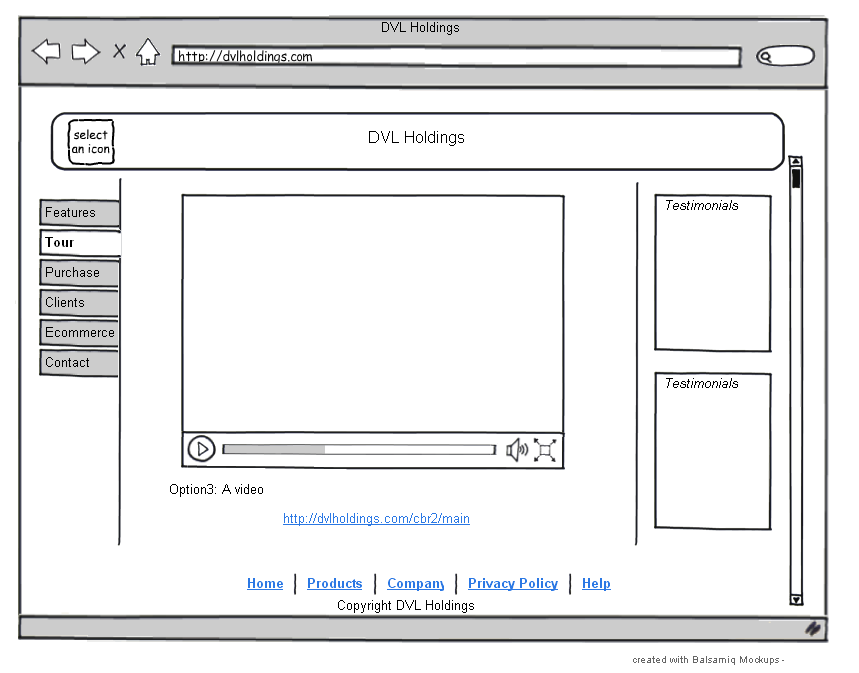 DVL Holdings
http://dvlholdings.com
select
an icon
DVL Holdings
Features
Tour
Purchase
Clients
Ecommerce
Contact
Testimonials
Testimonials
Option3: A video
http://dvlholdings.com/cbr2/main
Home Products Company Privacy Policy Help
Copyright DVL Holdings
created with Balsamiq Mockups -